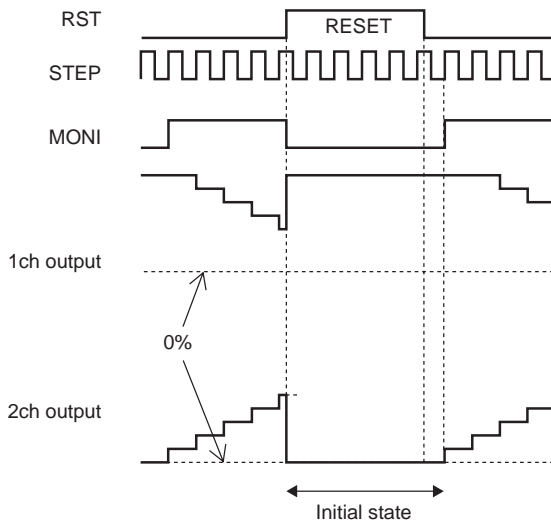 RST
RESET
STEP
MONI
1ch output
0%
2ch output
Initial state